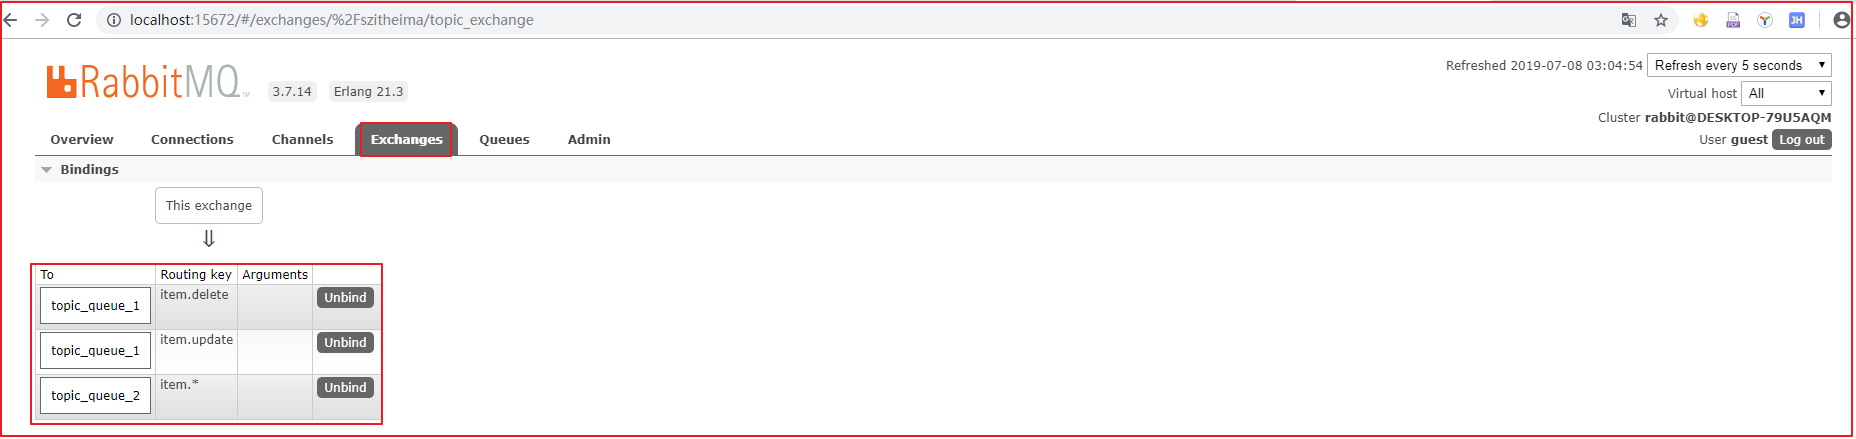 localhost:15672/#/exchanges/%2Fszitheima/topic_exchange
PDF
JH
RabbitMQ TM 3.7.14 Erlang 21.3
Refreshed 2019-07-08 03:04:54 Refresh every 5 seconds
Virtual host All
Cluster rabbit@DESKTOP-79U5AQM
User guest Log out
Overview Connections Channels Exchanges Queues Admin
Bindings
This exchange
⇓
To Routing key Arguments
topic_queue_1 item.delete Unbind
topic_queue_1 item.update Unbind
topic_queue_2 item.* Unbind